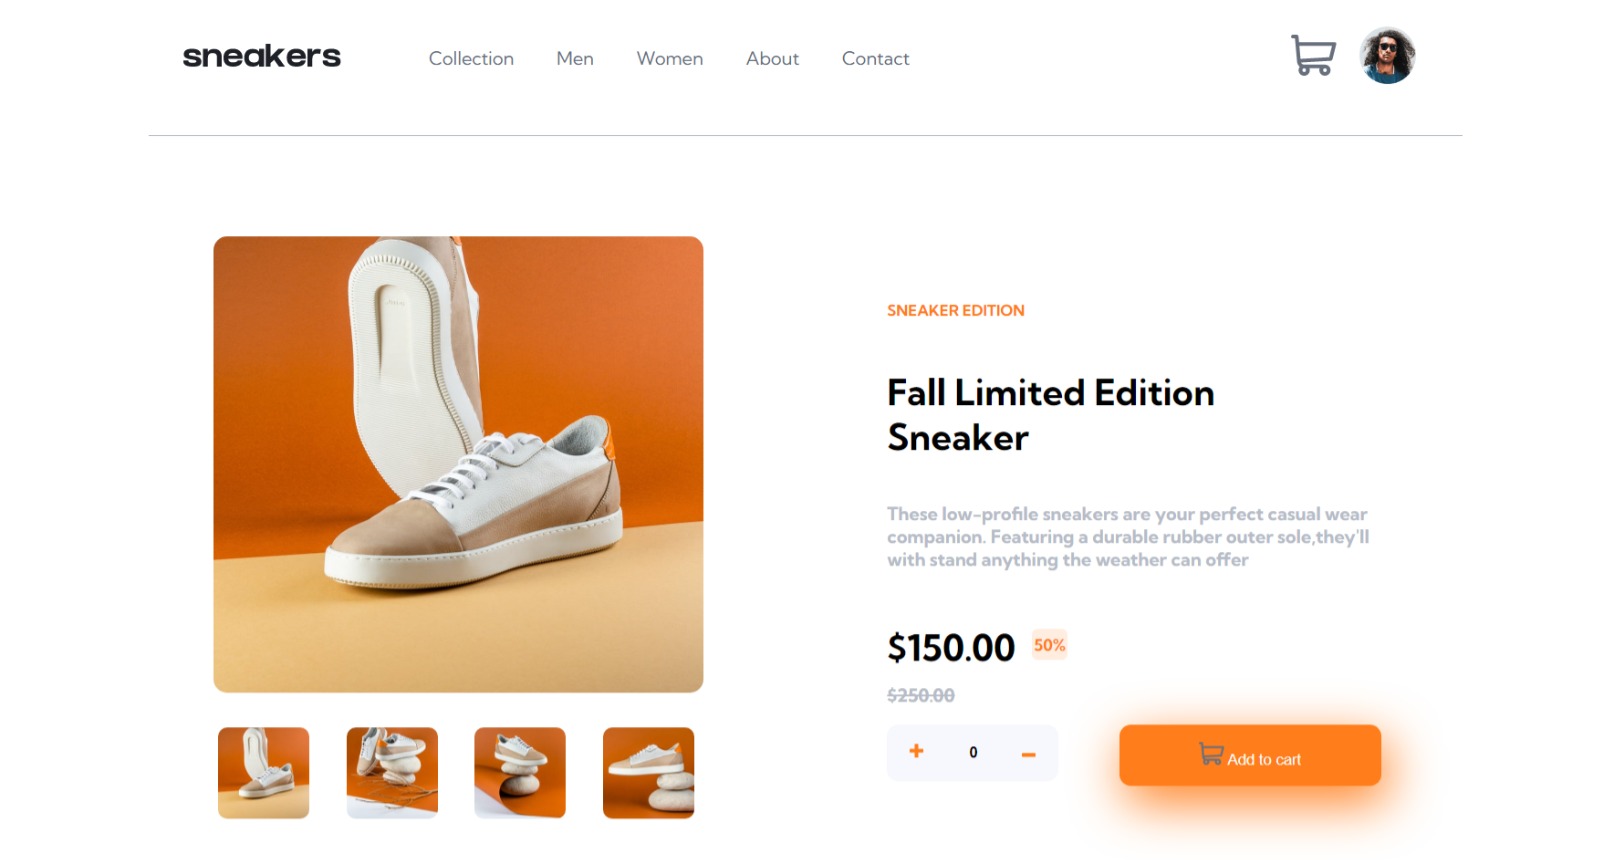 sneakers
Collection
Men
Women
About
Contact
SNEAKER EDITION
Fall Limited Edition
Sneaker
These low-profile sneakers are your perfect casual wear
companion. Featuring a durable rubber outer sole,they'll
with stand anything the weather can offer
$150.00 50%
$250.00
+ 0 −
Add to cart